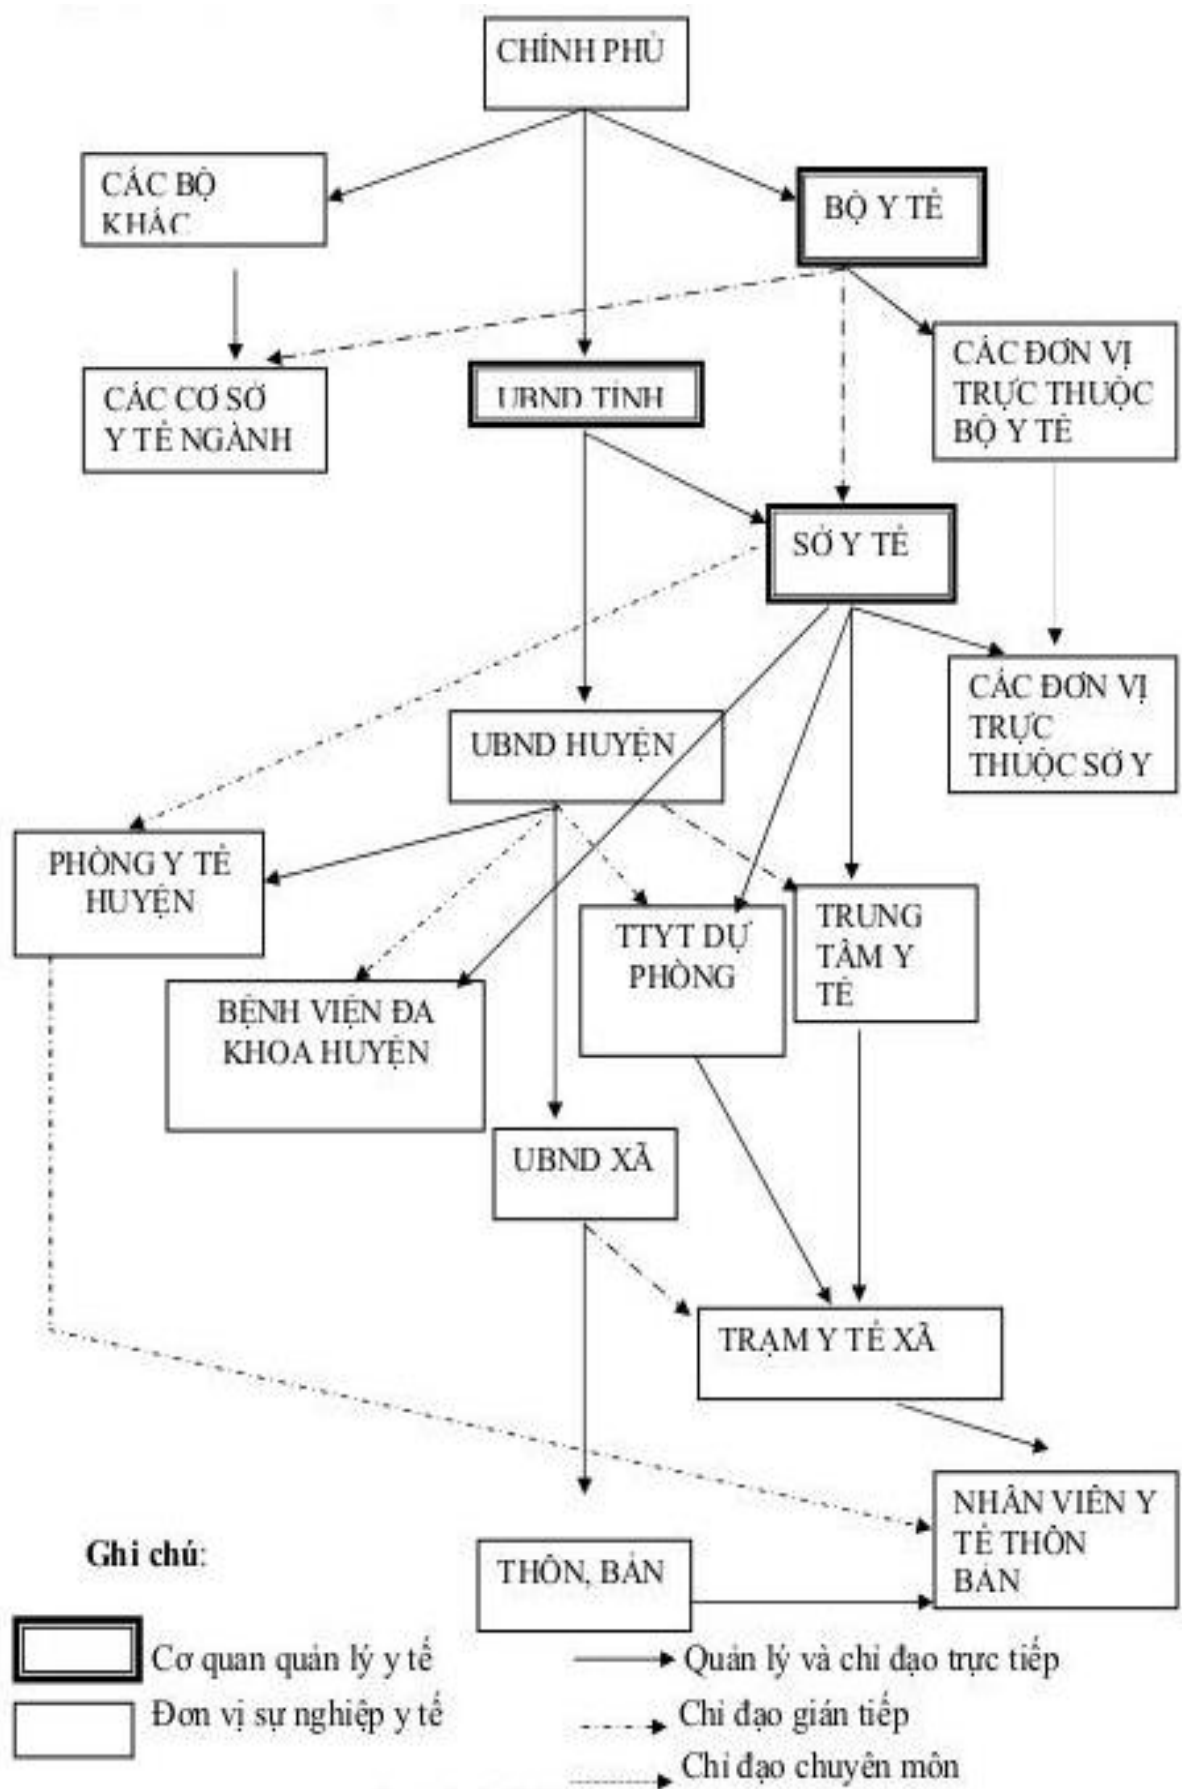 CHÍNH PHỦ
CÁC BỘ
KHÁC
BỘ Y TẾ
CÁC CƠ SỞ
Y TẾ NGÀNH
UBND TỈNH
CÁC ĐƠN VỊ
TRỰC THUỘC
BỘ Y TẾ
SỞ Y TẾ
CÁC ĐƠN VỊ
TRỰC
THUỘC SỞ Y
UBND HUYỆN
PHÒNG Y TẾ
HUYỆN
BỆNH VIỆN ĐA
KHOA HUYỆN
TTYT DỰ
PHÒNG
TRUNG
TÂM Y
TẾ
UBND XÃ
TRẠM Y TẾ XÃ
NHÂN VIÊN Y
TẾ THÔN
BẢN
THÔN, BẢN
Ghi chú:
Cơ quan quản lý y tế
Đơn vị sự nghiệp y tế
Quản lý và chỉ đạo trực tiếp
Chỉ đạo gián tiếp
Chỉ đạo chuyên môn